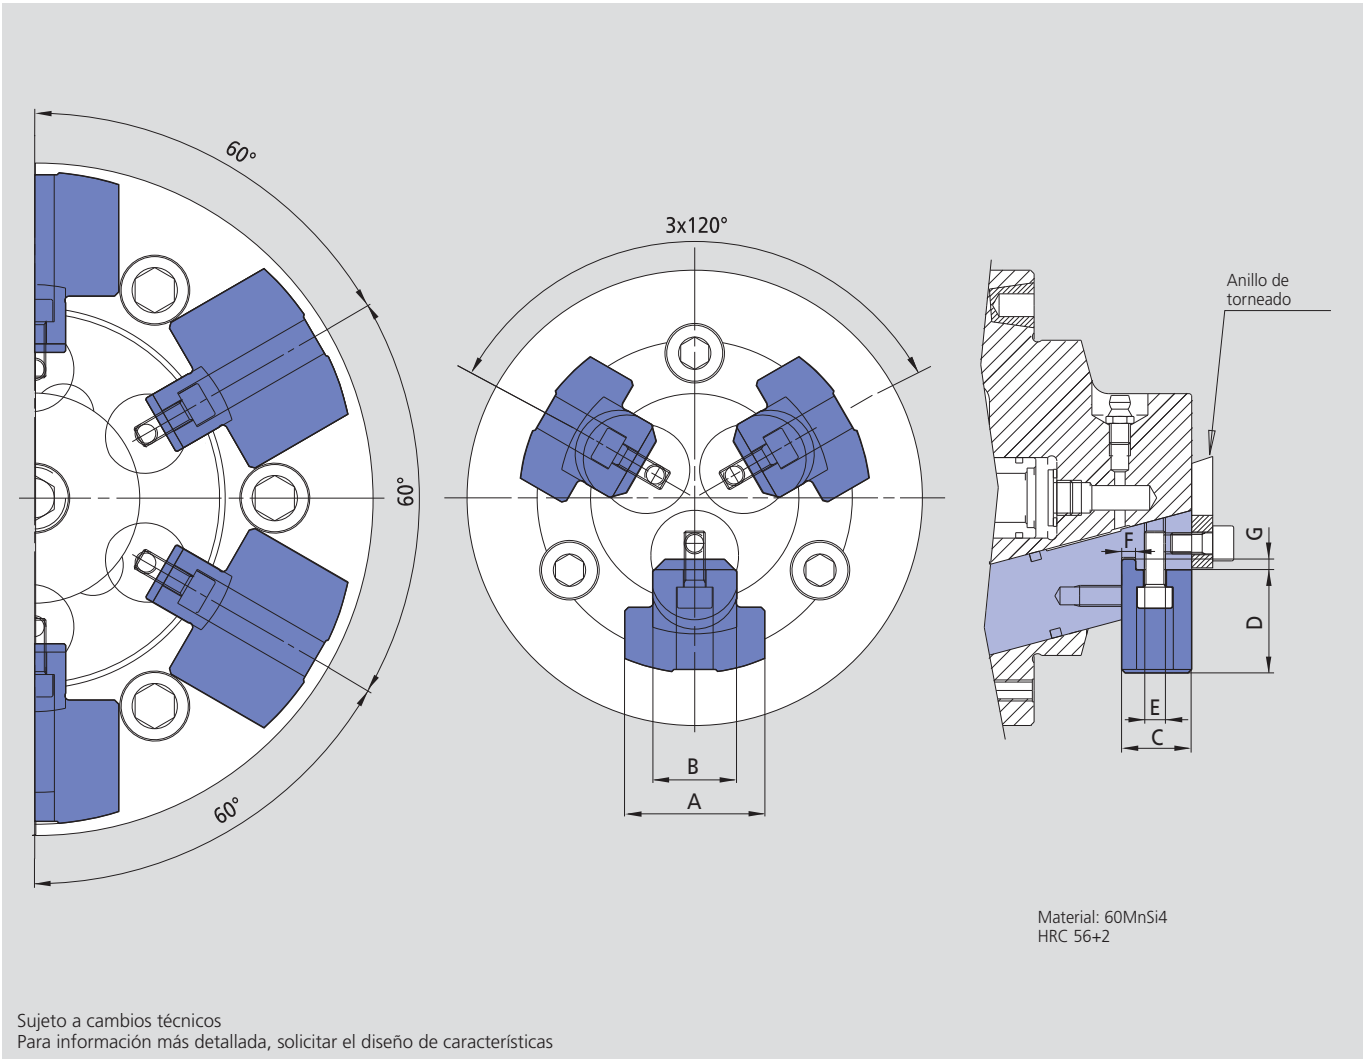 60°
60°
60°
3x120°
B
A
Anillo de
torneado
F
G
D
E
C
Material: 60MnSi4
HRC 56+2
Sujeto a cambios técnicos
Para información más detallada, solicitar el diseño de características